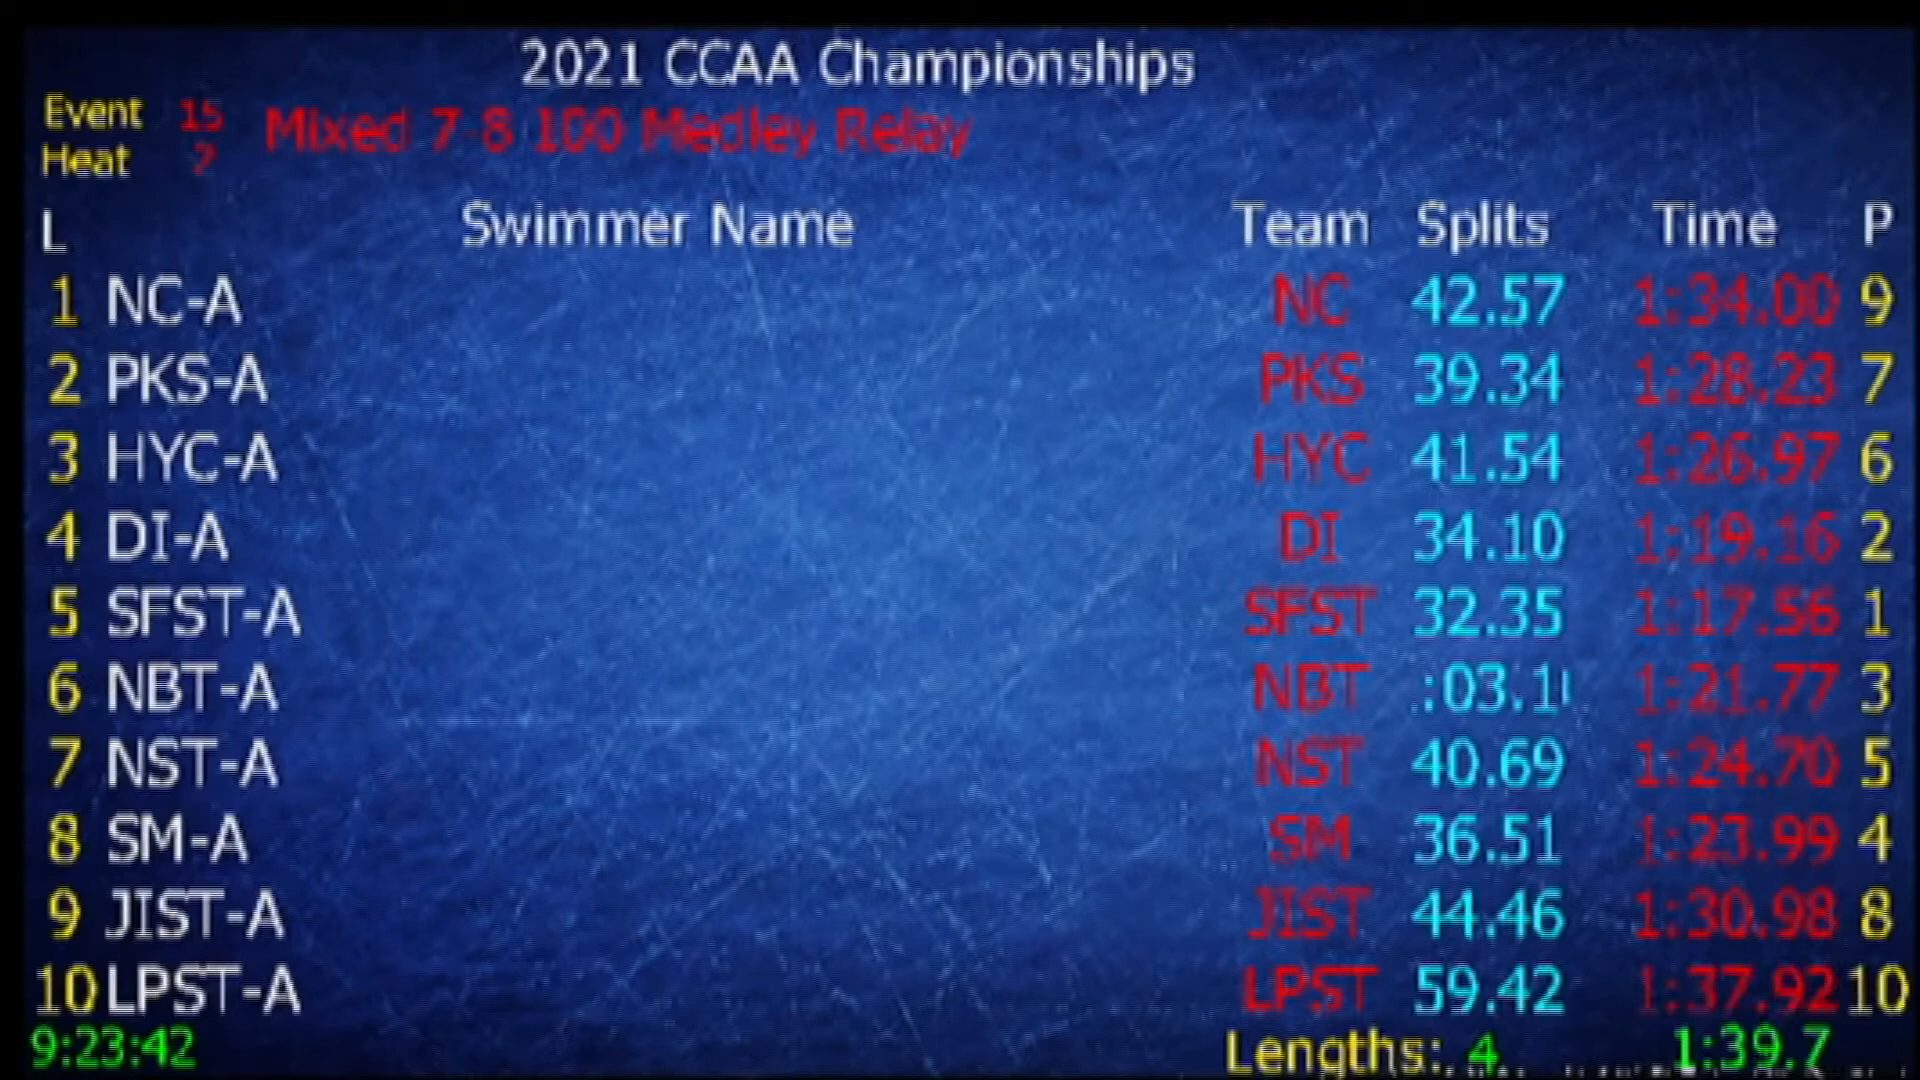 2021 CCAA Championships
Event 15 Mixed 7-8 100 Medley Relay
Heat
L Swimmer Name Team Splits Time P
1 NC-A NC 42.57 1:34.00 9
2 PKS-A PKS 39.34 1:28.23 7
3 HYC-A HYC 41.54 1:26.97 6
4 DI-A DI 34.10 1:19.16 2
5 SFST-A SFST 32.35 1:17.56 1
6 NBT-A NBT :03.1 1:21.77 3
7 NST-A NST 40.69 1:24.70 5
8 SM-A SM 36.51 1:23.99 4
9 JIST-A JIST 44.46 1:30.98 8
10 LPST-A LPST 59.42 1:37.92 10
9:23:42 Lengths: 4 1:39.7